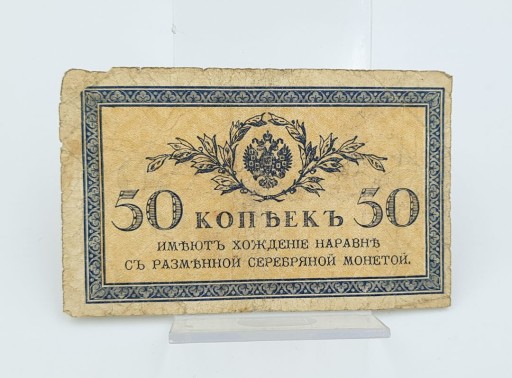 50 КОПѢЕКЪ 50
ИМѢЮТЪ ХОЖДЕНІЕ НАРАВНѢ
СЪ РАЗМѢННОЙ СЕРЕБРЯНОЙ МОНЕТОЙ.